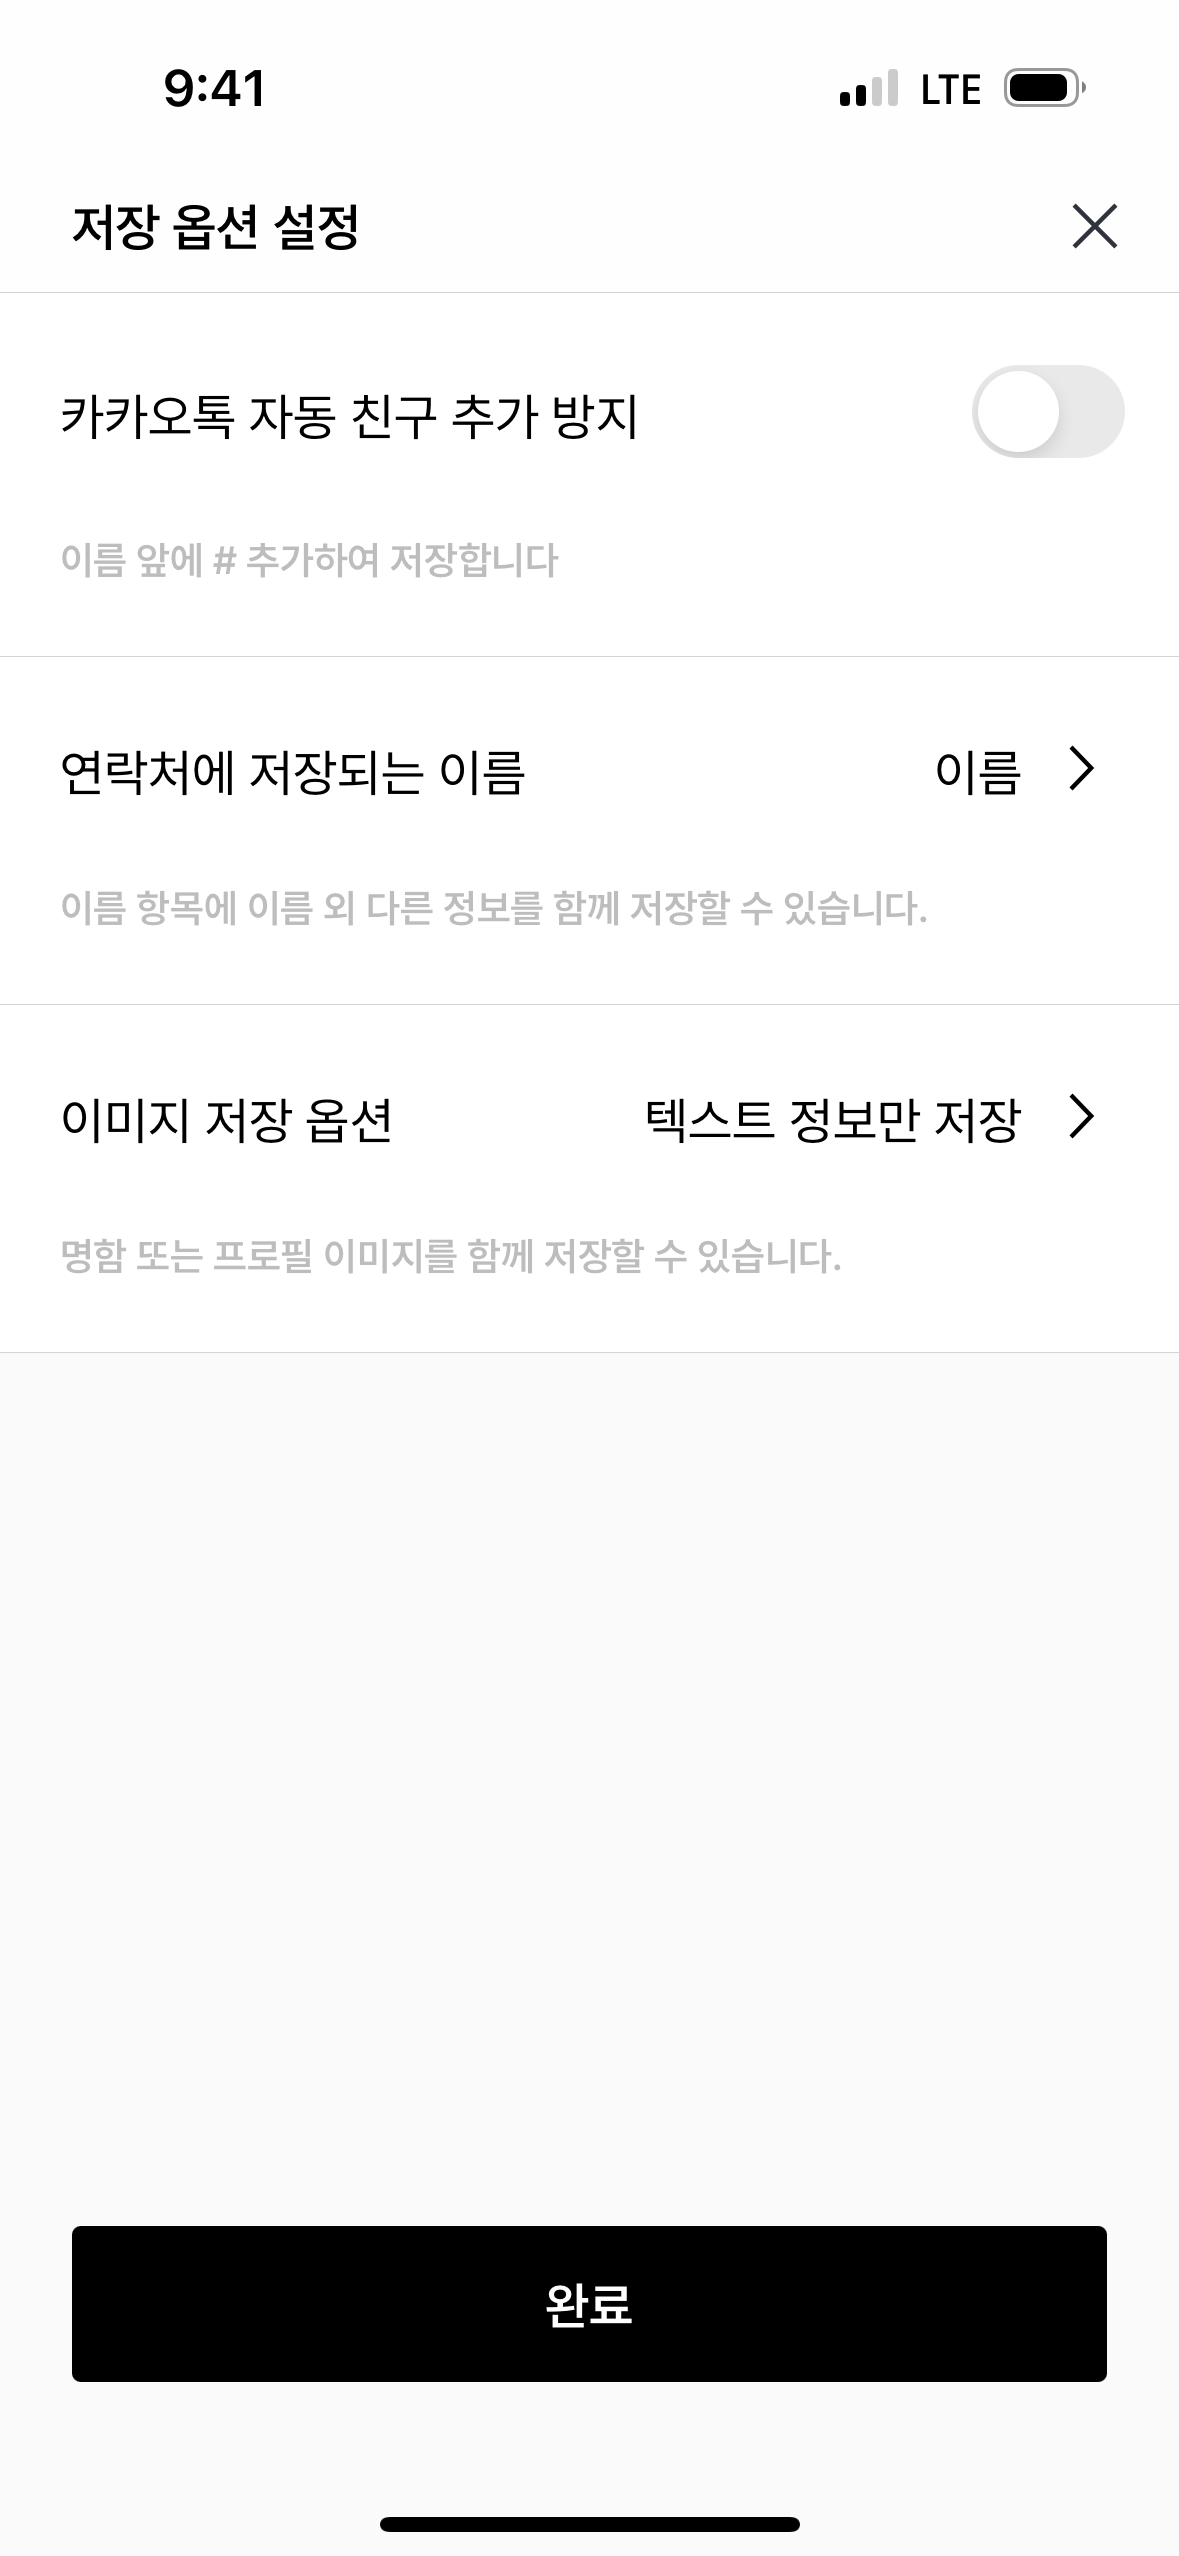 9:41 LTE
저장 옵션 설정
카카오톡 자동 친구 추가 방지
이름 앞에 # 추가하여 저장합니다
연락처에 저장되는 이름 이름
이름 항목에 이름 외 다른 정보를 함께 저장할 수 있습니다.
이미지 저장 옵션 텍스트 정보만 저장
명함 또는 프로필 이미지를 함께 저장할 수 있습니다.
완료